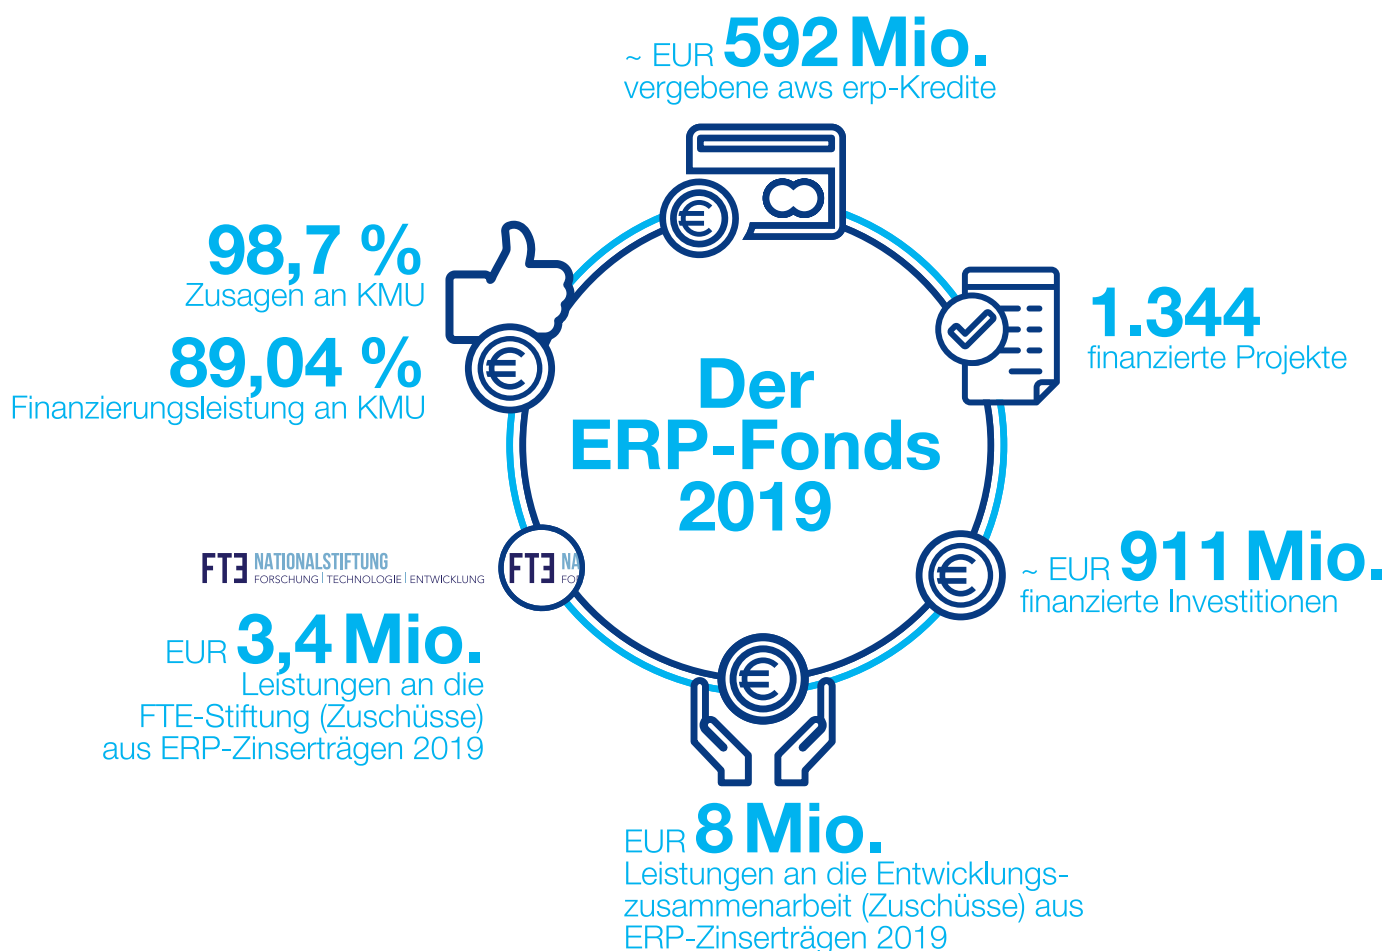 ~ EUR 592 Mio.
vergebene aws erp-Kredite
98,7 %
Zusagen an KMU
89,04 %
Finanzierungsleistung an KMU
1.344
finanzierte Projekte
Der
ERP-Fonds
2019
~ EUR 911 Mio.
finanzierte Investitionen
FTE NATIONALSTIFTUNG
FORSCHUNG | TECHNOLOGIE | ENTWICKLUNG
FTE NA
FO
EUR 3,4 Mio.
Leistungen an die
FTE-Stiftung (Zuschüsse)
aus ERP-Zinserträgen 2019
EUR 8 Mio.
Leistungen an die Entwicklungs-
zusammenarbeit (Zuschüsse) aus
ERP-Zinserträgen 2019